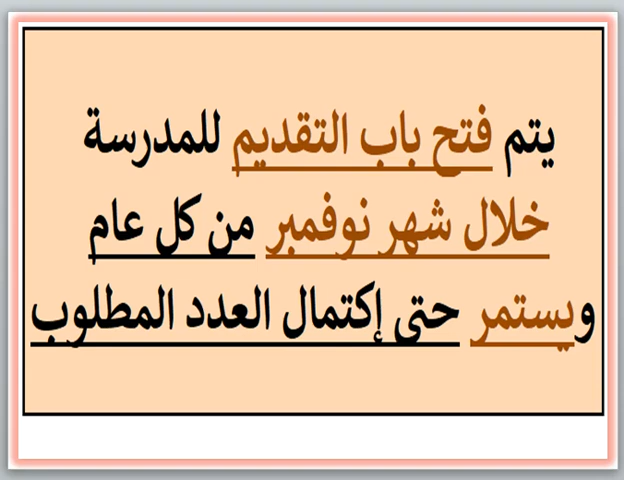 يتم فتح باب التقديم للمدرسة
خلال شهر نوفمبر من كل عام
ويستمر حتى إكتمال العدد المطلوب